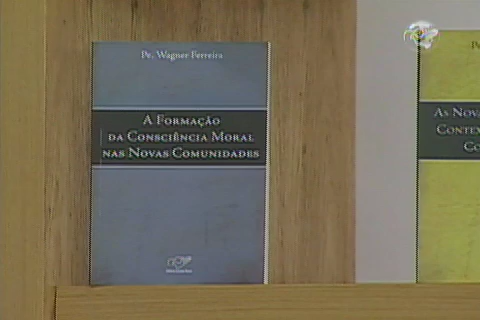 Pe. Wagner Ferreira
A Formação
da Consciência Moral
nas Novas Comunidades
As Nova
Contex
Co